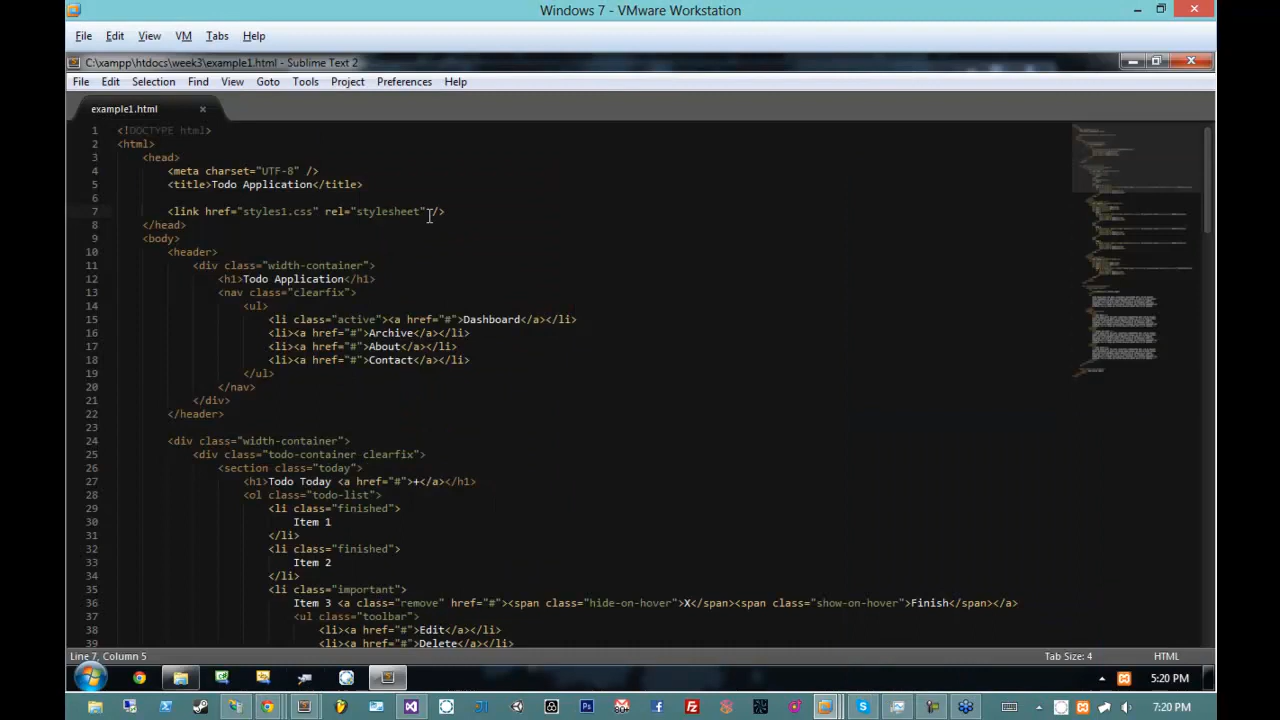 Windows 7 - VMware Workstation
File Edit View VM Tabs Help
C:\xampp\htdocs\week3\example1.html - Sublime Text 2
File Edit Selection Find View Goto Tools Project Preferences Help
example1.html
1 <!DOCTYPE html>
2 <html>
3 <head>
4 <meta charset="UTF-8" />
5 <title>Todo Application</title>
6
7 <link href="styles1.css" rel="stylesheet" />
8 </head>
9 <body>
10 <header>
11 <div class="width-container">
12 <h1>Todo Application</h1>
13 <nav class="clearfix">
14 <ul>
15 <li class="active"><a href="#">Dashboard</a></li>
16 <li><a href="#">Archive</a></li>
17 <li><a href="#">About</a></li>
18 <li><a href="#">Contact</a></li>
19 </ul>
20 </nav>
21 </div>
22 </header>
23
24 <div class="width-container">
25 <div class="todo-container clearfix">
26 <section class="today">
27 <h1>Todo Today <a href="#">+</a></h1>
28 <ol class="todo-list">
29 <li class="finished">
30 Item 1
31 </li>
32 <li class="finished">
33 Item 2
34 </li>
35 <li class="important">
36 Item 3 <a class="remove" href="#"><span class="hide-on-hover">X</span><span class="show-on-hover">Finish</span></a>
37 <ul class="toolbar">
38 <li><a href="#">Edit</a></li>
39 <li><a href="#">Delete</a></li>
Line 7, Column 5 Tab Size: 4 HTML
5:20 PM
7:20 PM